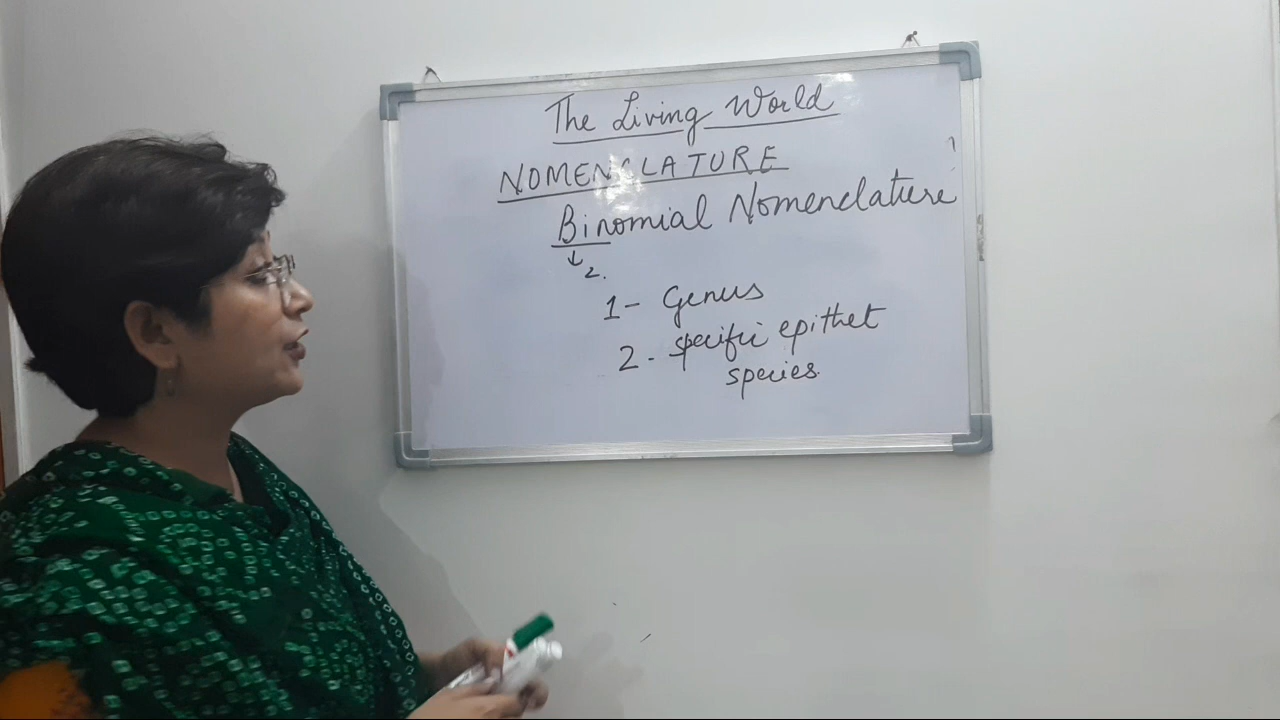 The Living World
NOMENCLATURE
Binomial Nomenclature
↓
2.
1- Genus
2- specific epithet
species.